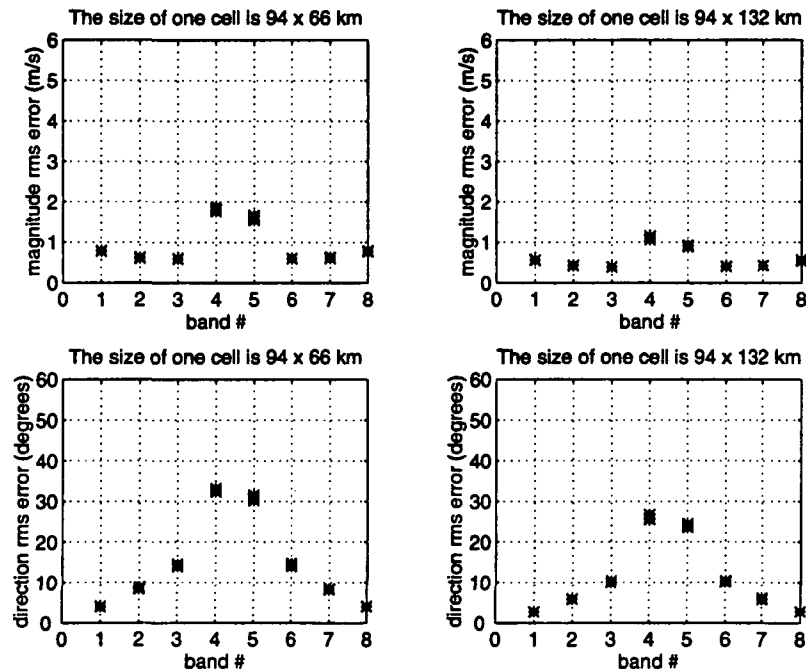 The size of one cell is 94 x 66 km
magnitude rms error (m/s)
6
5
4
3
2
1
0
0 1 2 3 4 5 6 7 8
band #
The size of one cell is 94 x 132 km
magnitude rms error (m/s)
6
5
4
3
2
1
0
0 1 2 3 4 5 6 7 8
band #
The size of one cell is 94 x 66 km
direction rms error (degrees)
60
50
40
30
20
10
0
0 1 2 3 4 5 6 7 8
band #
The size of one cell is 94 x 132 km
direction rms error (degrees)
60
50
40
30
20
10
0
0 1 2 3 4 5 6 7 8
band #